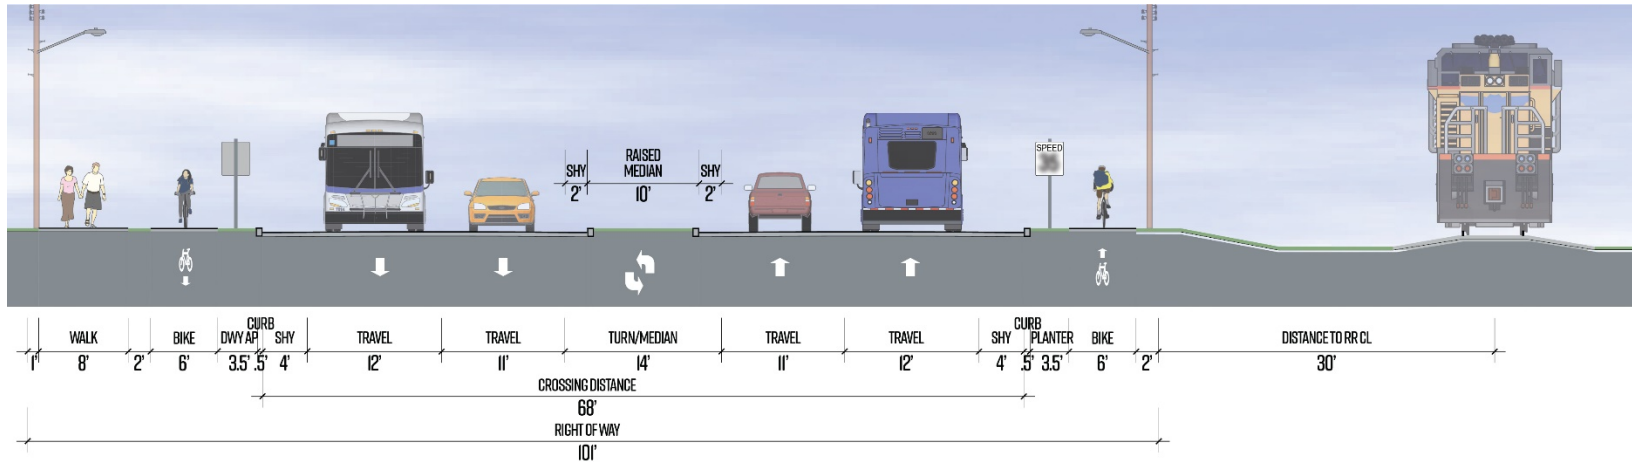 SPEED
RAISED
MEDIAN
SHY
SHY
2'
10'
2'
CURB
CURB
WALK
BIKE
DWY AP
SHY
TRAVEL
TRAVEL
TURN/MEDIAN
TRAVEL
TRAVEL
SHY
PLANTER
BIKE
DISTANCE TO RR CL
1'
8'
2'
6'
3.5'
.5'
4'
12'
11'
14'
11'
12'
4'
.5'
3.5'
6'
2'
30'
CROSSING DISTANCE
68'
RIGHT OF WAY
101'